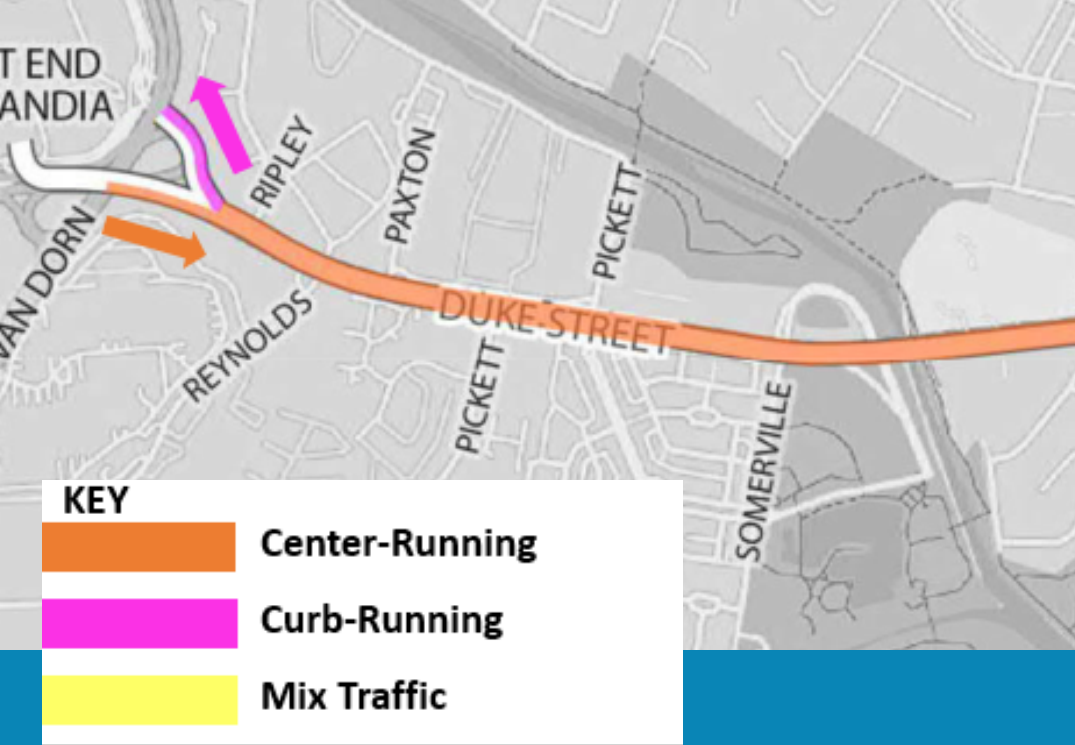 T END
ANDIA
RIPLEY
PAXTON
PICKETT
VAN DORN
REYNOLDS
DUKE STREET
PICKETT
SOMERVILLE
KEY
Center-Running
Curb-Running
Mix Traffic